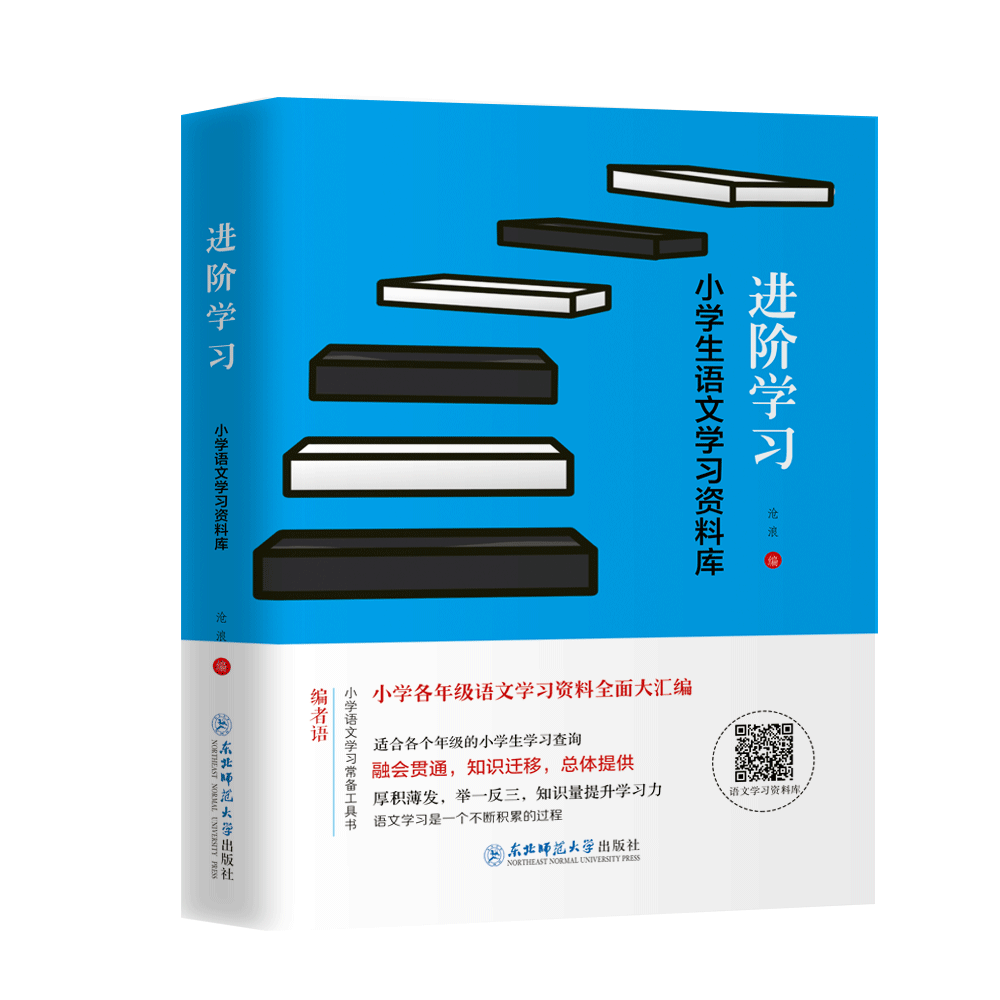 进阶学习
小学语文学习资料库
沧浪
编
东北师范大学出版社
NORTHEAST NORMAL UNIVERSITY PRESS
进阶学习
小学生语文学习资料库
沧浪
编
编者语
小学语文学习常备工具书
小学各年级语文学习资料全面大汇编
适合各个年级的小学生学习查询
融会贯通，知识迁移，总体提供
厚积薄发，举一反三，知识量提升学习力
语文学习是一个不断积累的过程
语文学习资料库
东北师范大学出版社
NORTHEAST NORMAL UNIVERSITY PRESS